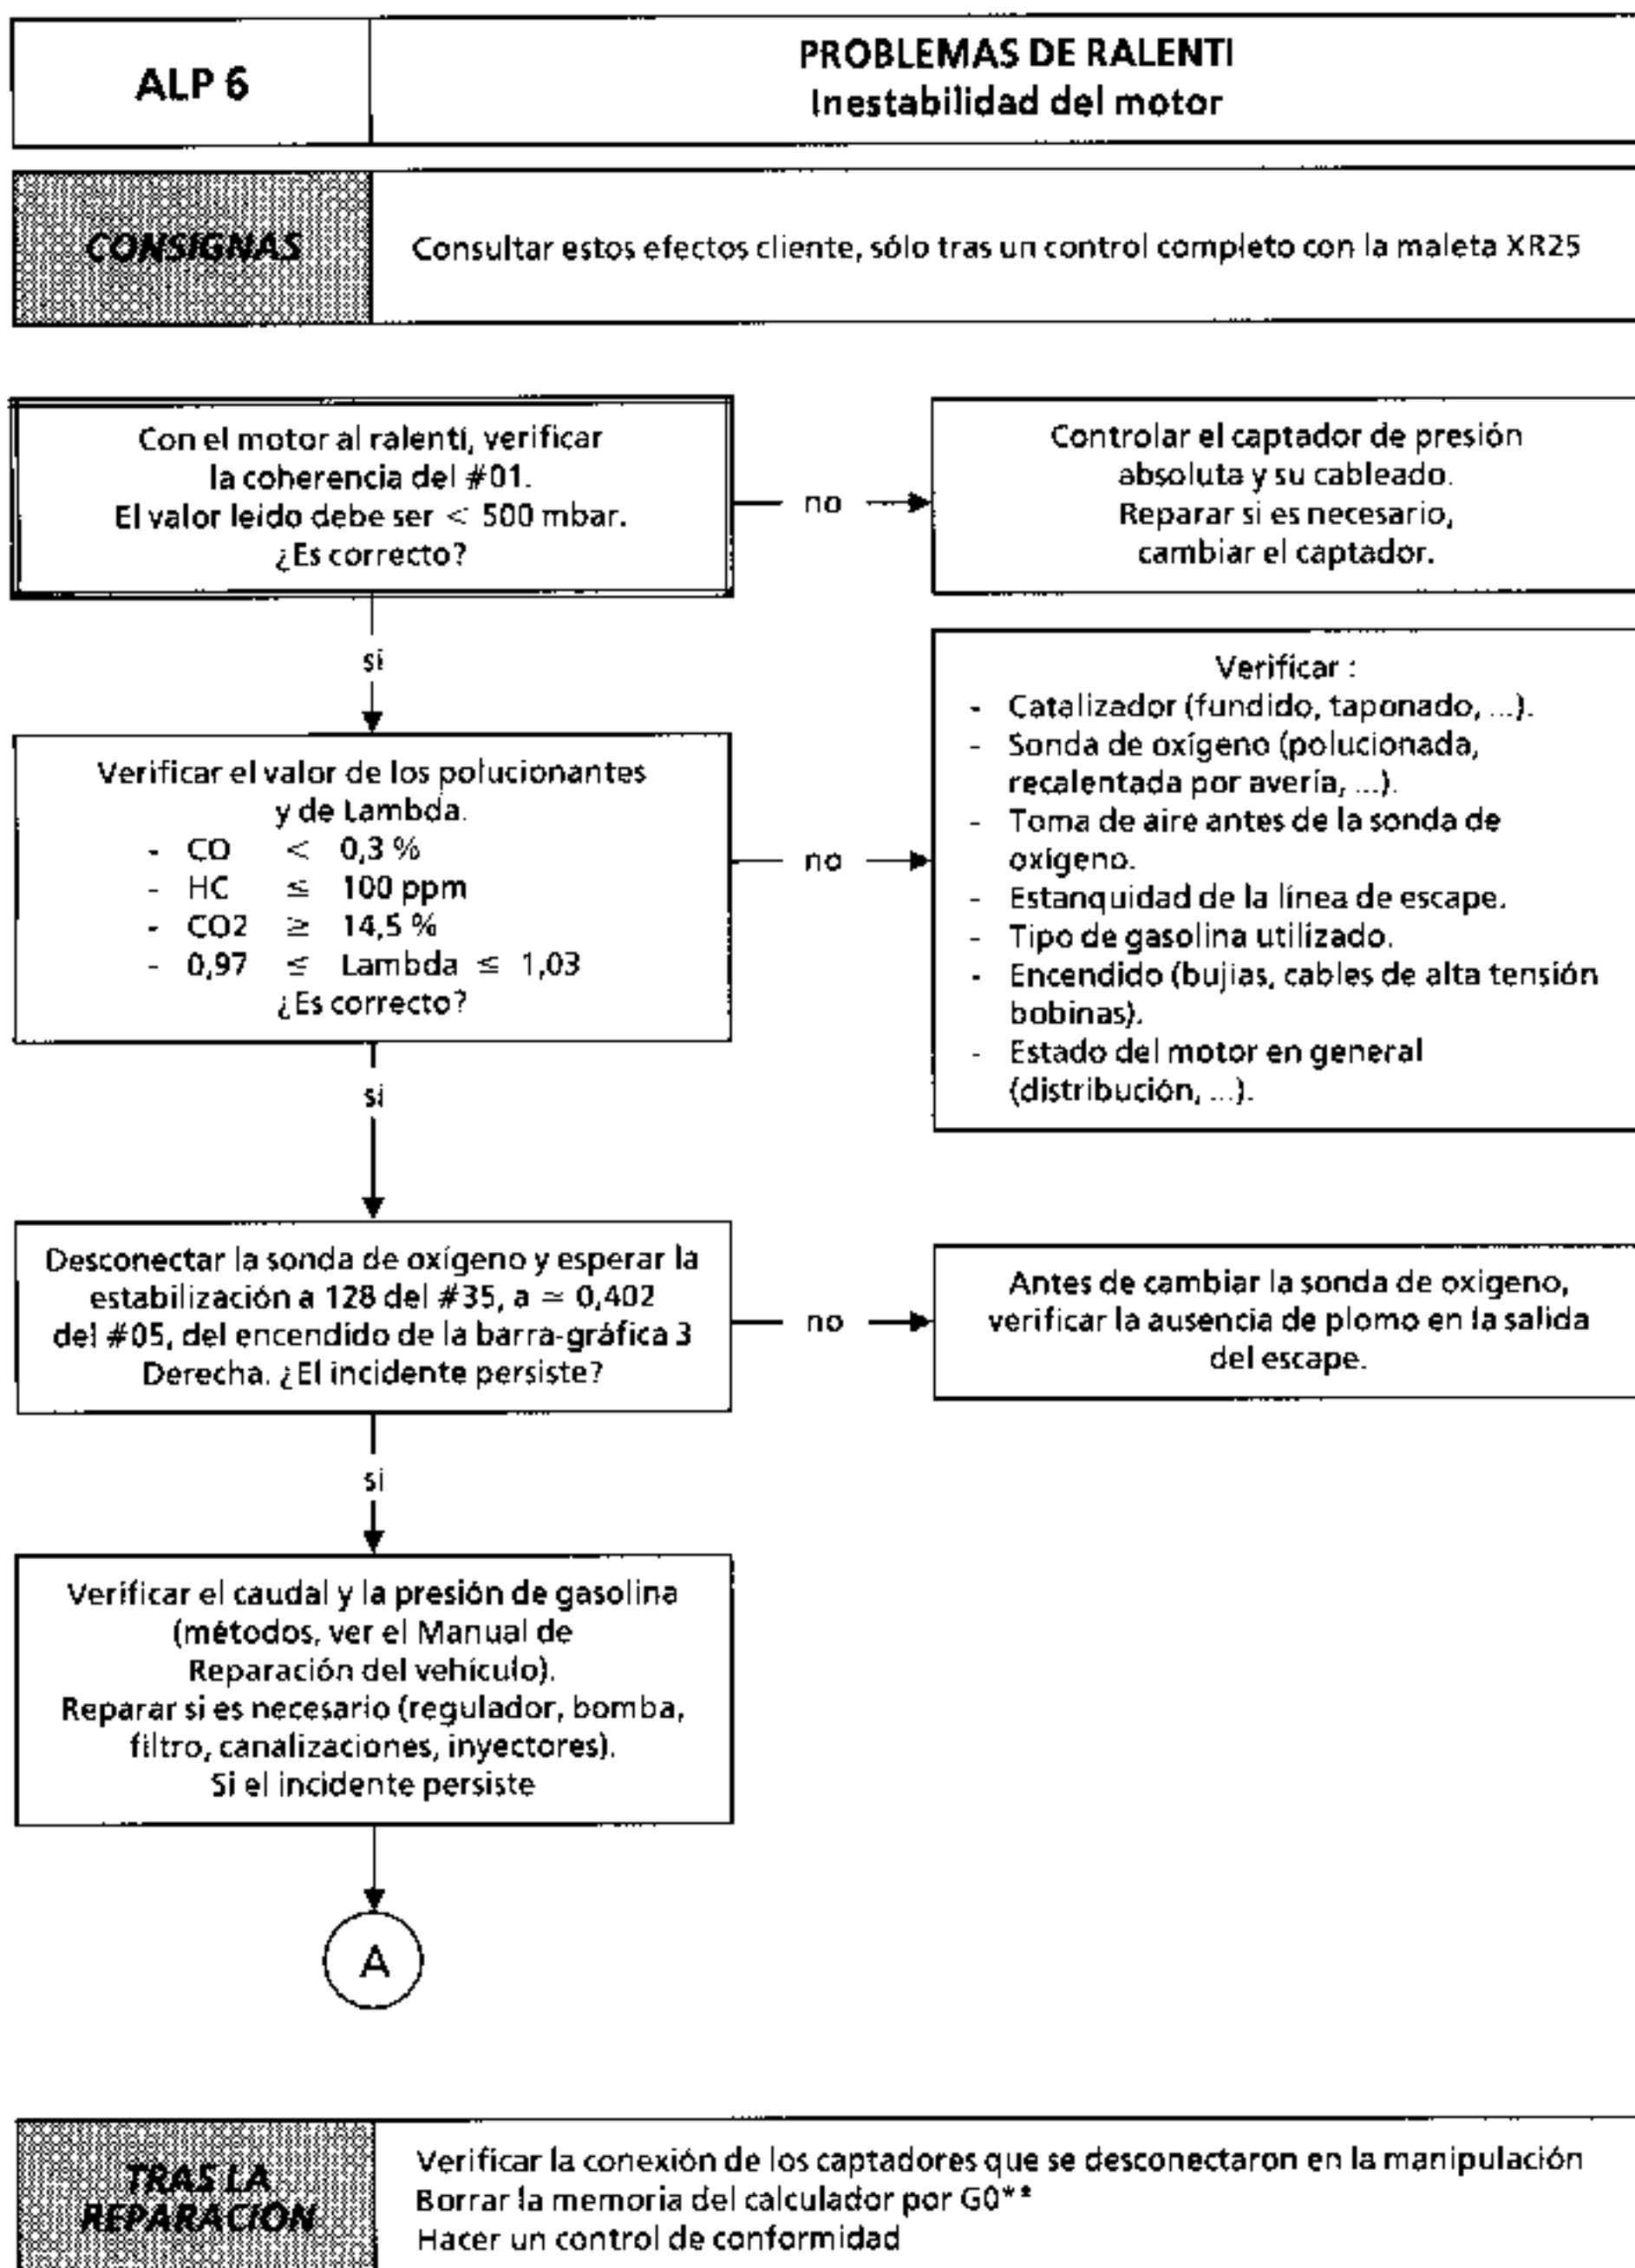 ALP 6
PROBLEMAS DE RALENTI
Inestabilidad del motor
CONSIGNAS
Consultar estos efectos cliente, sólo tras un control completo con la maleta XR25
Con el motor al ralentí, verificar
la coherencia del #01.
El valor leído debe ser < 500 mbar.
¿Es correcto?
no
Controlar el captador de presión
absoluta y su cableado.
Reparar si es necesario,
cambiar el captador.
si
Verificar el valor de los polucionantes
y de Lambda.
- CO < 0,3 %
- HC ≤ 100 ppm
- CO2 ≥ 14,5 %
- 0,97 ≤ Lambda ≤ 1,03
¿Es correcto?
no
Verificar :
- Catalizador (fundido, taponado, ...).
- Sonda de oxígeno (polucionada,
recalentada por avería, ...).
- Toma de aire antes de la sonda de
oxígeno.
- Estanquidad de la línea de escape.
- Tipo de gasolina utilizado.
- Encendido (bujias, cables de alta tensión
bobinas).
- Estado del motor en general
(distribución, ...).
si
Desconectar la sonda de oxígeno y esperar la
estabilización a 128 del #35, a ≃ 0,402
del #05, del encendido de la barra-gráfica 3
Derecha. ¿El incidente persiste?
no
Antes de cambiar la sonda de oxigeno,
verificar la ausencia de plomo en la salida
del escape.
si
Verificar el caudal y la presión de gasolina
(métodos, ver el Manual de
Reparación del vehículo).
Reparar si es necesario (regulador, bomba,
filtro, canalizaciones, inyectores).
Si el incidente persiste
A
TRAS LA
REPARACION
Verificar la conexión de los captadores que se desconectaron en la manipulación
Borrar la memoria del calculador por G0**
Hacer un control de conformidad